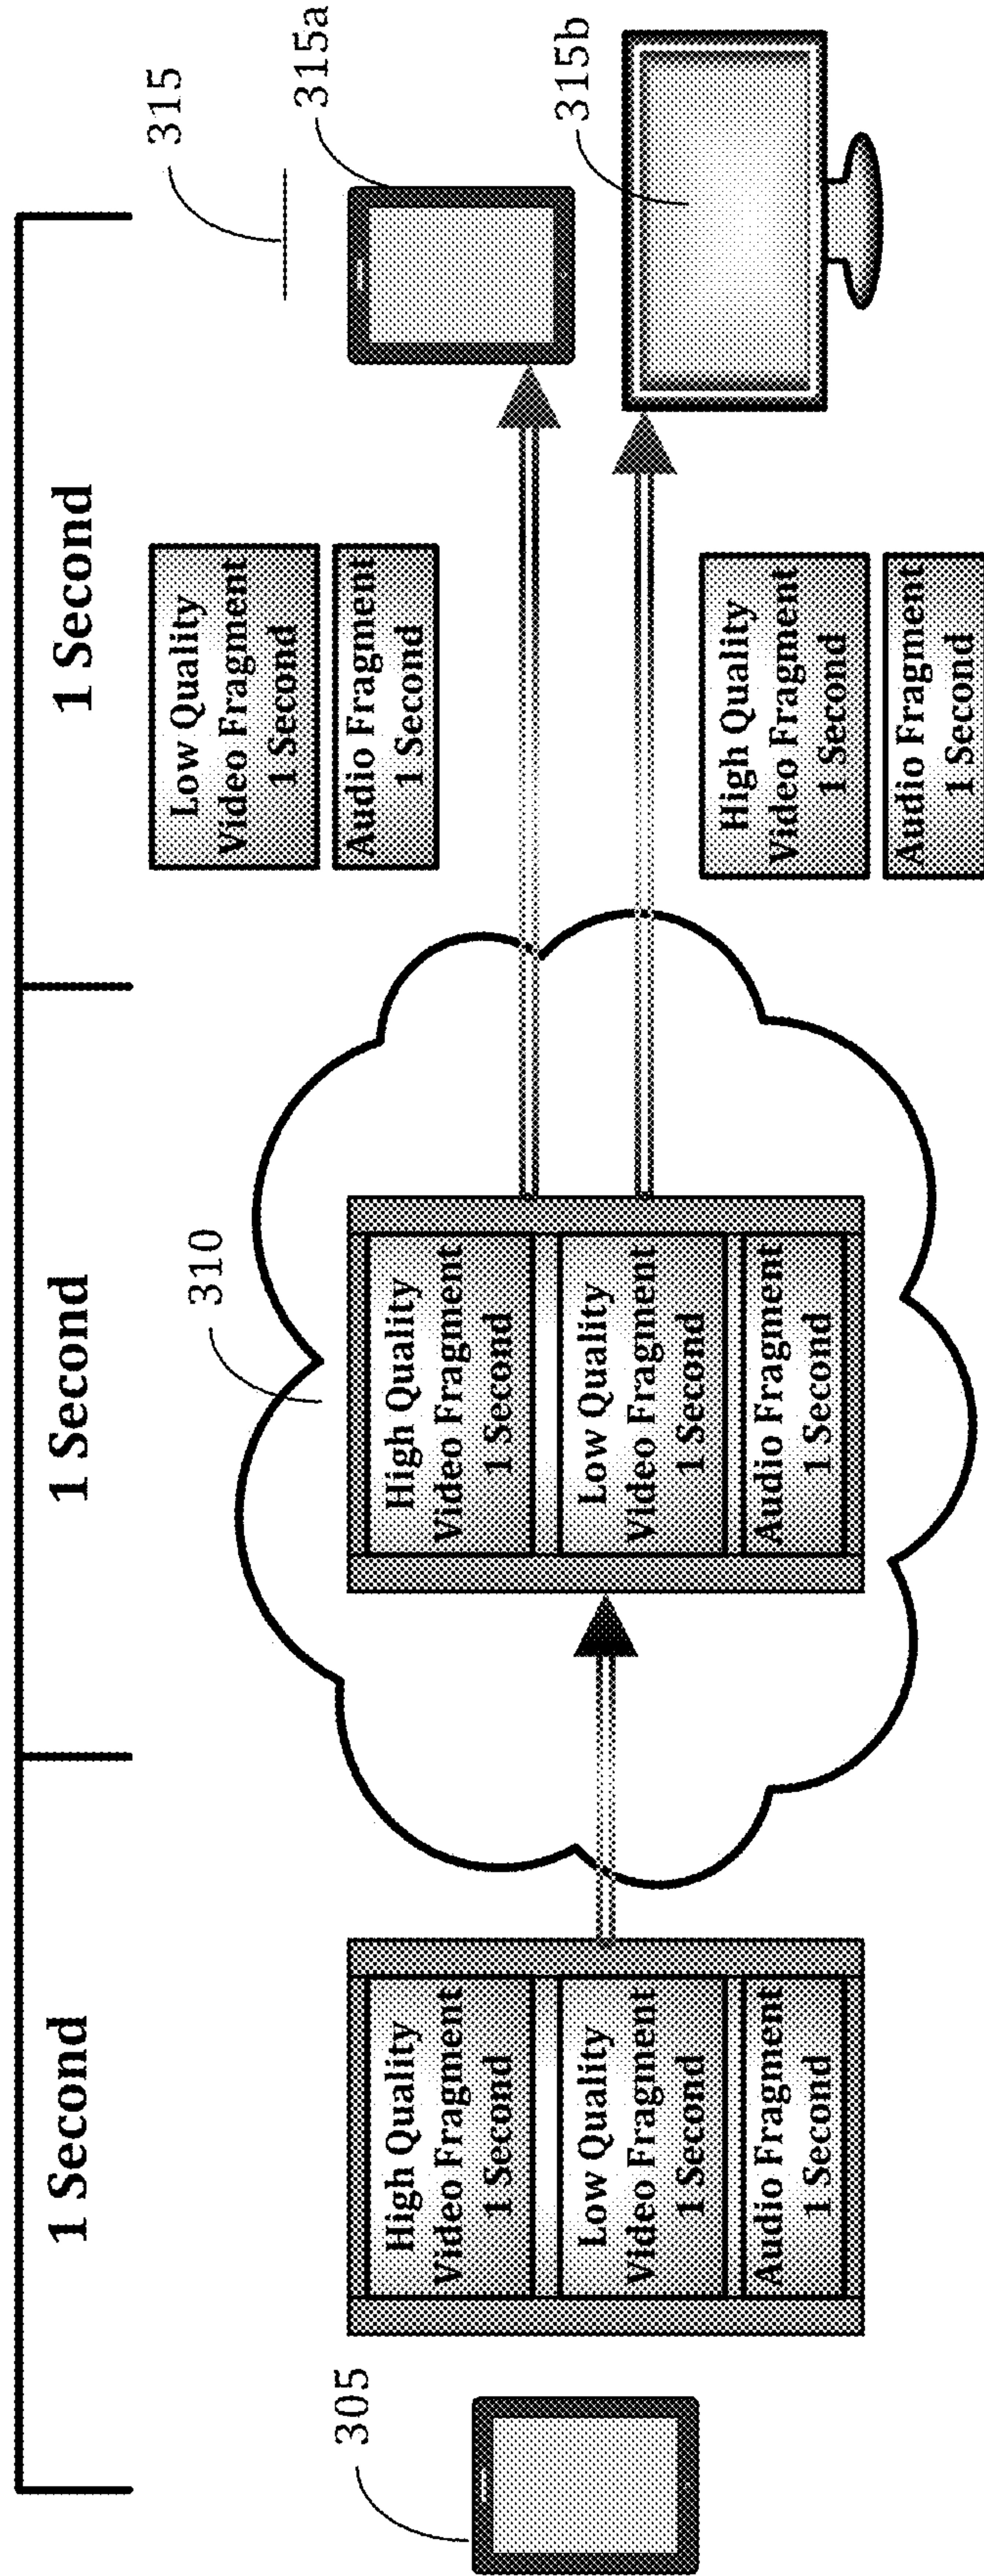 1 Second
1 Second
1 Second
305
High Quality
Video Fragment
1 Second
Low Quality
Video Fragment
1 Second
Audio Fragment
1 Second
310
High Quality
Video Fragment
1 Second
Low Quality
Video Fragment
1 Second
Audio Fragment
1 Second
Low Quality
Video Fragment
1 Second
Audio Fragment
1 Second
High Quality
Video Fragment
1 Second
Audio Fragment
1 Second
315
315a
315b